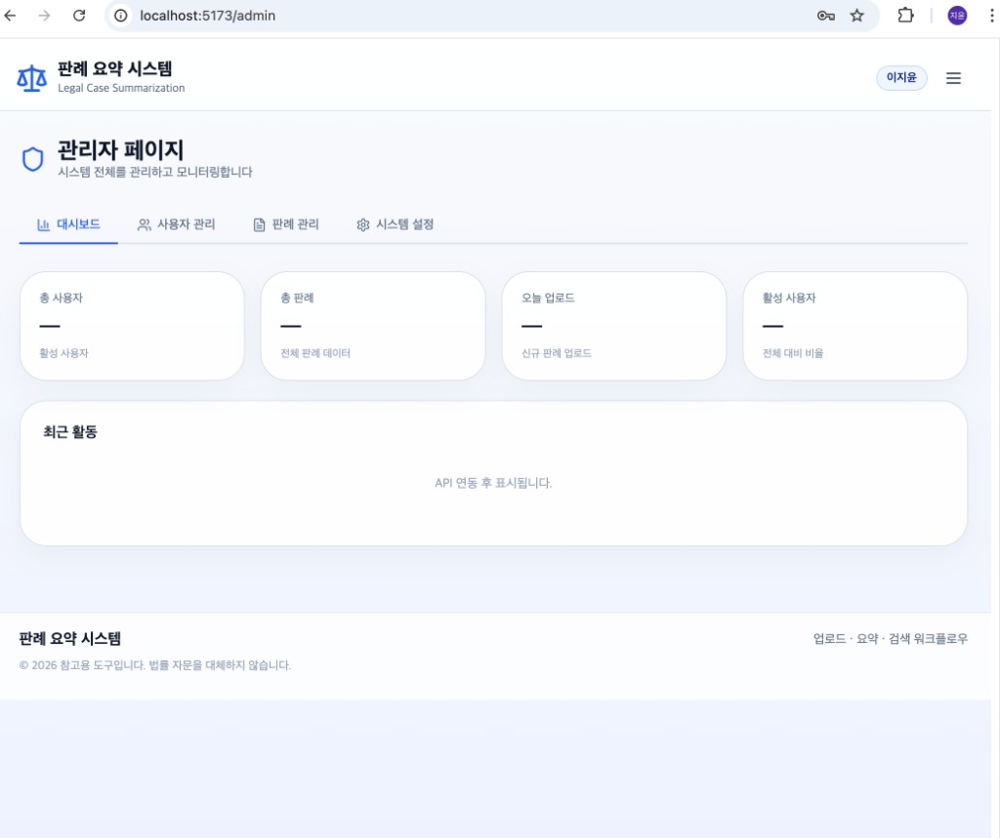 localhost:5173/admin
지윤
판례 요약 시스템
Legal Case Summarization
이지윤
관리자 페이지
시스템 전체를 관리하고 모니터링합니다
대시보드
사용자 관리
판례 관리
시스템 설정
총 사용자
—
활성 사용자
총 판례
—
전체 판례 데이터
오늘 업로드
—
신규 판례 업로드
활성 사용자
—
전체 대비 비율
최근 활동
API 연동 후 표시됩니다.
판례 요약 시스템
업로드 · 요약 · 검색 워크플로우
© 2026 참고용 도구입니다. 법률 자문을 대체하지 않습니다.